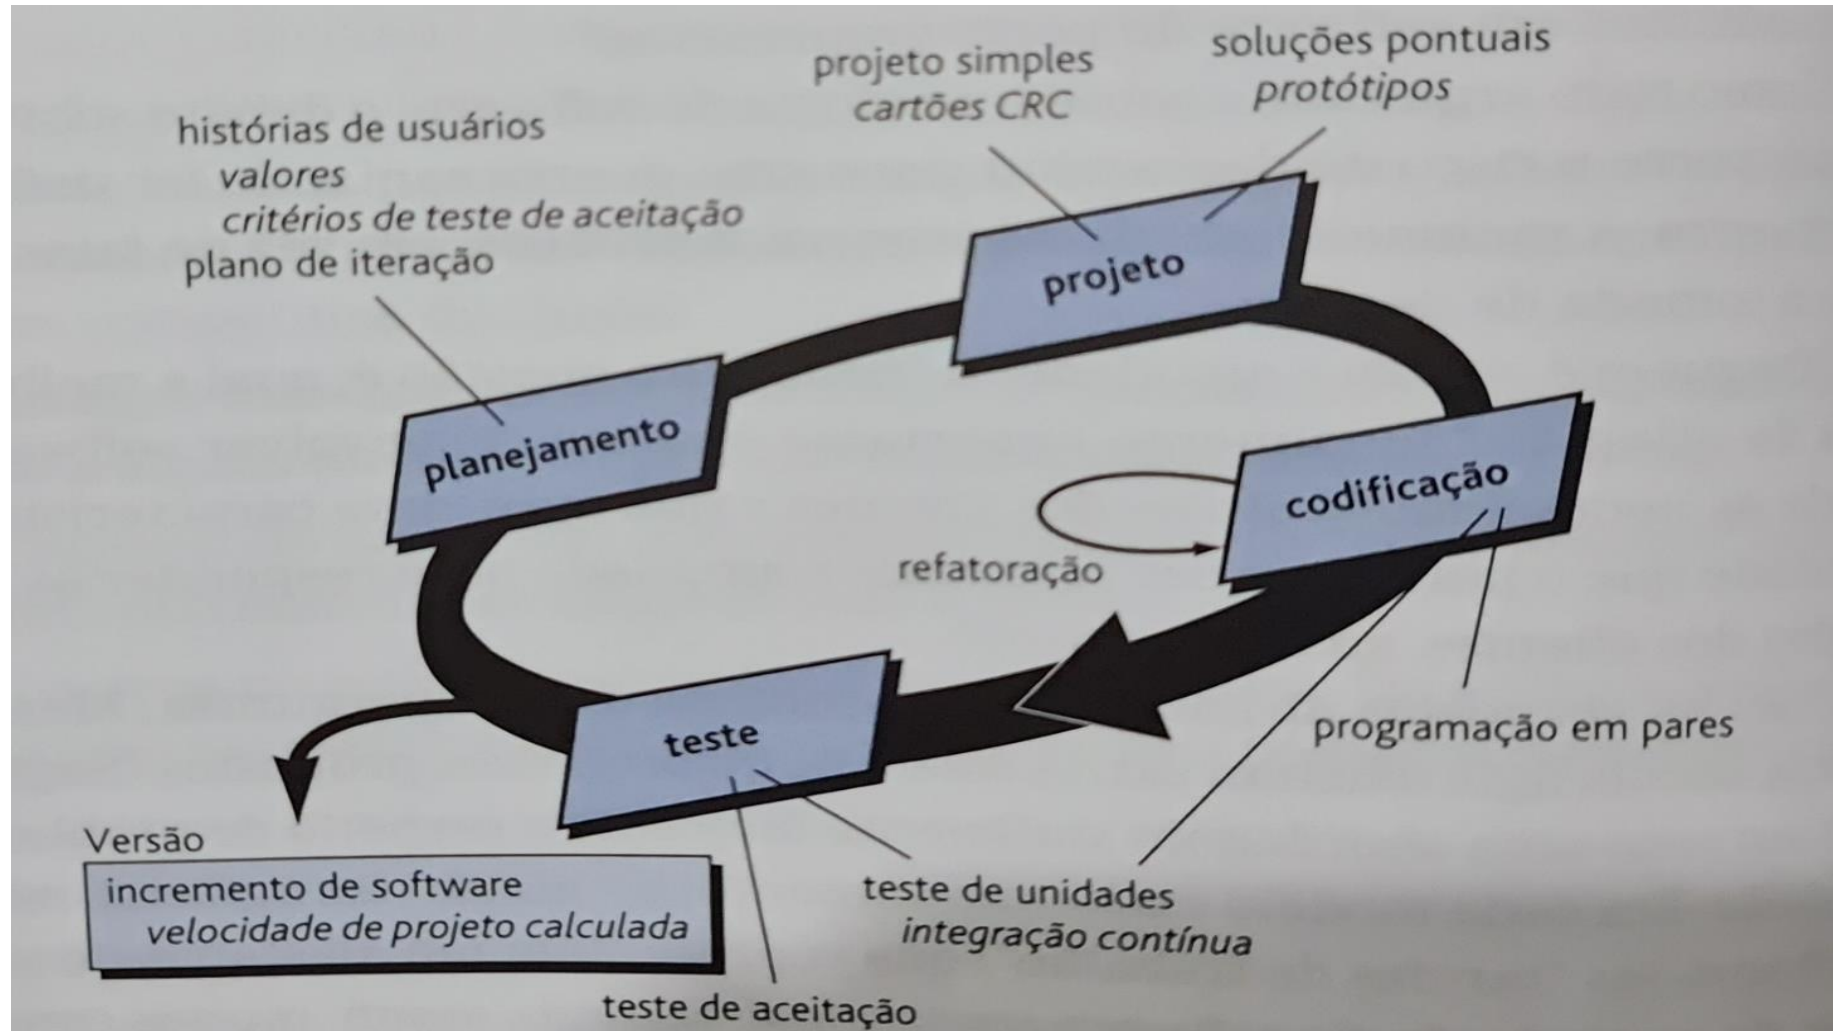 projeto simples
cartões CRC
soluções pontuais
protótipos
histórias de usuários
valores
critérios de teste de aceitação
plano de iteração
projeto
planejamento
codificação
refatoração
teste
programação em pares
Versão
incremento de software
velocidade de projeto calculada
teste de unidades
integração contínua
teste de aceitação